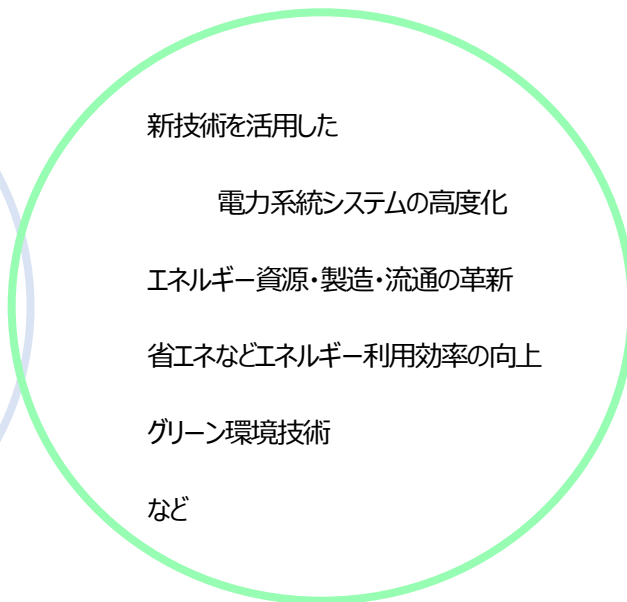 新技術を活用した
電力系統システムの高度化
エネルギー資源・製造・流通の革新
省エネなどエネルギー利用効率の向上
グリーン環境技術
など